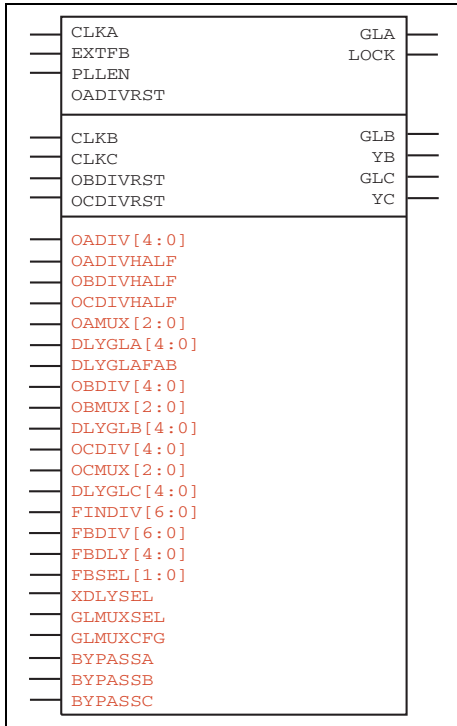 CLKA GLA
EXTFB LOCK
PLLEN
OADIVRST
CLKB GLB
CLKC YB
OBDIVRST GLC
OCDIVRST YC
OADIV[4:0]
OADIVHALF
OBDIVHALF
OCDIVHALF
OAMUX[2:0]
DLYGLA[4:0]
DLYGLAFAB
OBDIV[4:0]
OBMUX[2:0]
DLYGLB[4:0]
OCDIV[4:0]
OCMUX[2:0]
DLYGLC[4:0]
FINDIV[6:0]
FBDIV[6:0]
FBDLY[4:0]
FBSEL[1:0]
XDLYSEL
GLMUXSEL
GLMUXCFG
BYPASSA
BYPASSB
BYPASSC